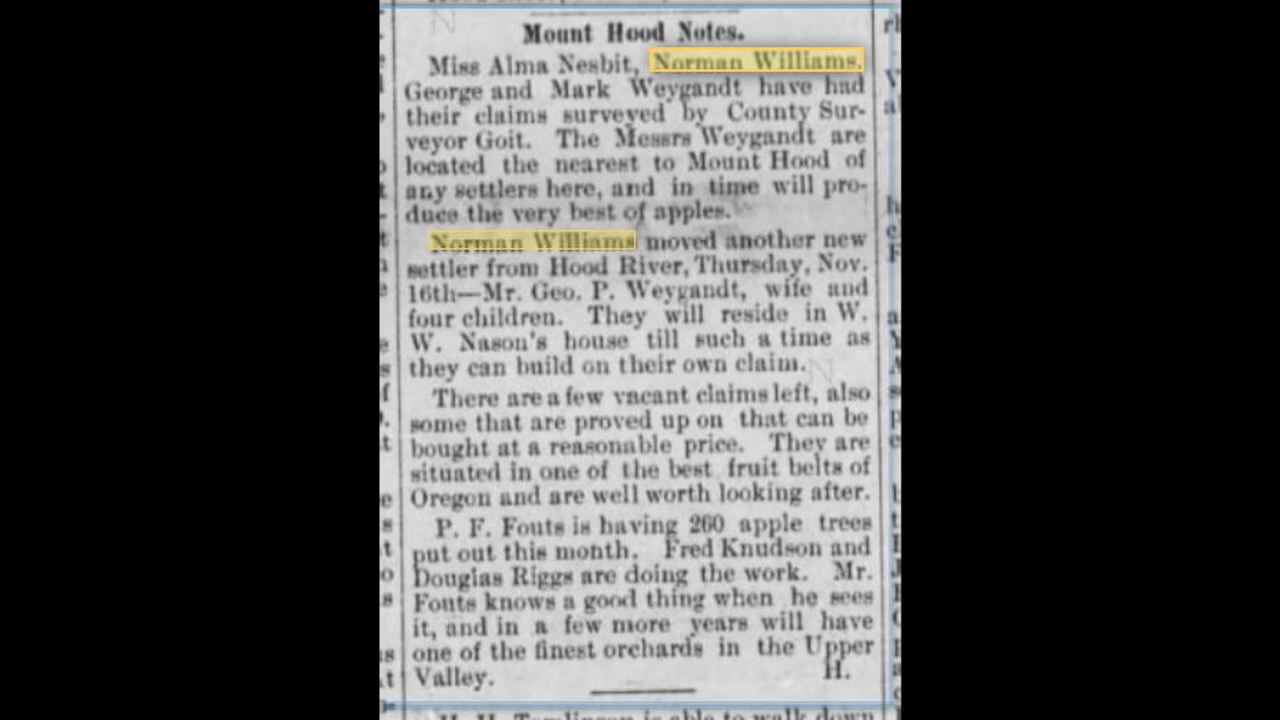 Mount Hood Notes.
Miss Alma Nesbit, Norman Williams.
George and Mark Weygandt have had
their claims surveyed by County Sur-
veyor Goit. The Messrs Weygandt are
located the nearest to Mount Hood of
any settlers here, and in time will pro-
duce the very best of apples.
Norman Williams moved another new
settler from Hood River, Thursday, Nov.
16th—Mr. Geo. P. Weygandt, wife and
four children. They will reside in W.
W. Nason's house till such a time as
they can build on their own claim.
There are a few vacant claims left, also
some that are proved up on that can be
bought at a reasonable price. They are
situated in one of the best fruit belts of
Oregon and are well worth looking after.
P. F. Fouts is having 260 apple trees
put out this month. Fred Knudson and
Douglas Riggs are doing the work. Mr.
Fouts knows a good thing when he sees
it, and in a few more years will have
one of the finest orchards in the Upper
Valley. H.
H. H. Tomlinson is able to walk down